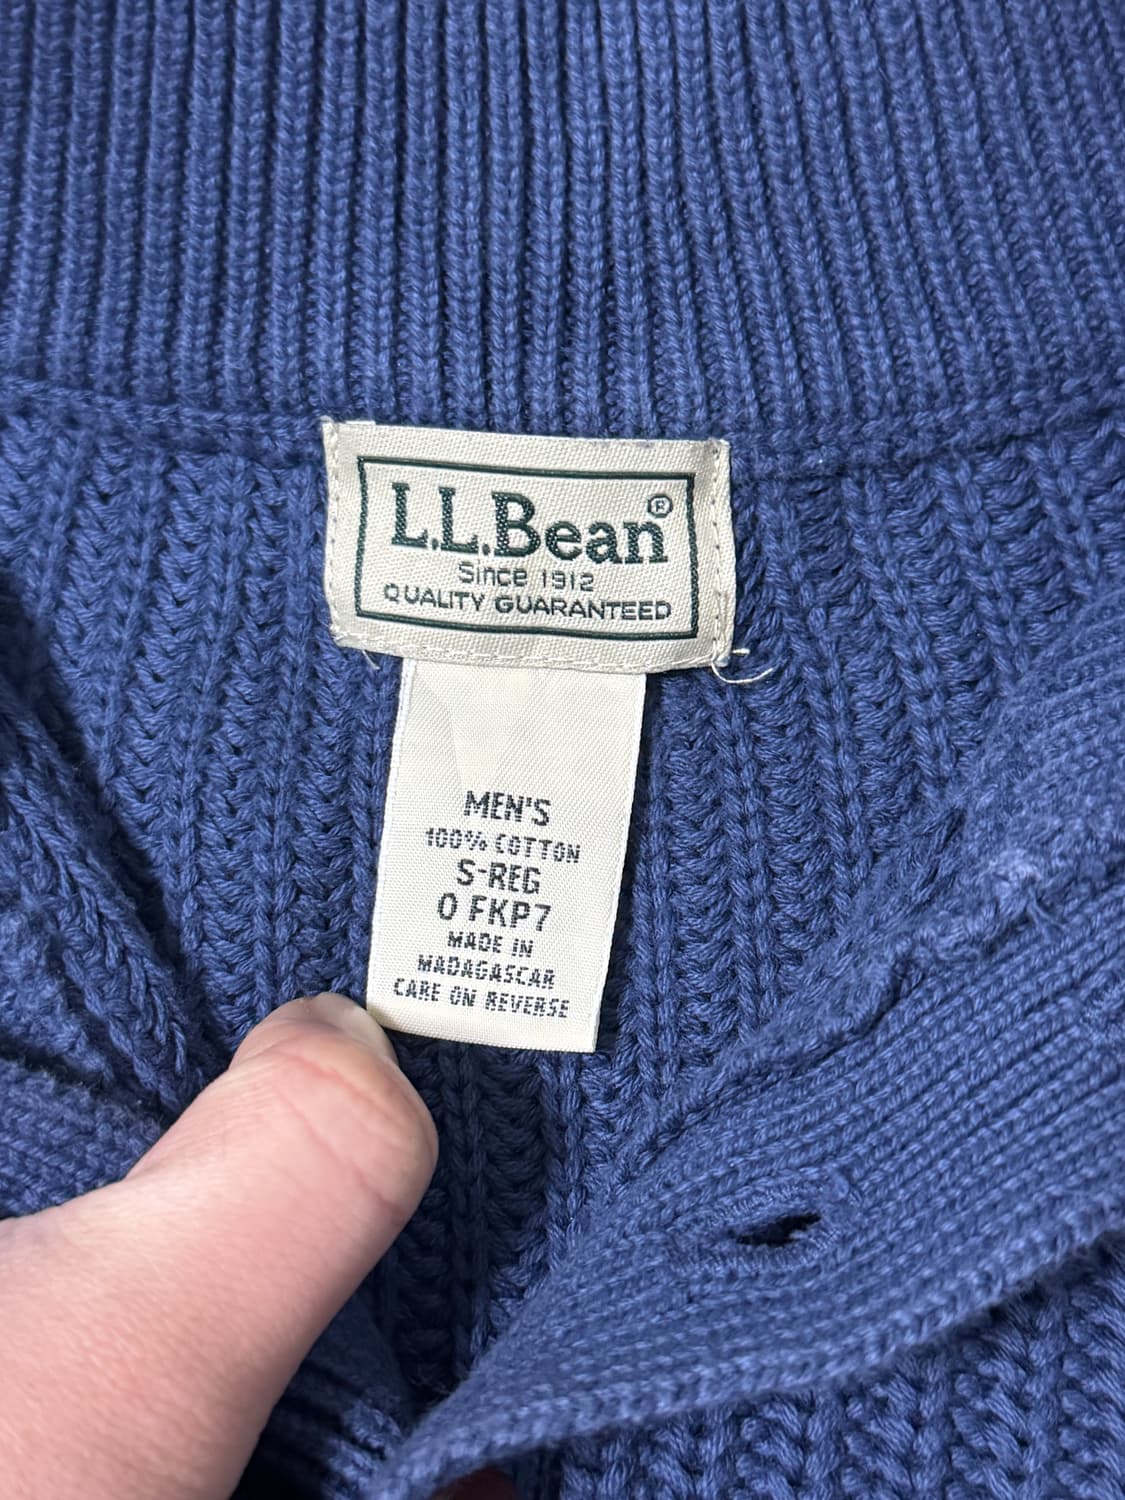 L.L.Bean®
Since 1912
QUALITY GUARANTEED
MEN'S
100% COTTON
S-REG
0 FKP7
MADE IN
MADAGASCAR
CARE ON REVERSE